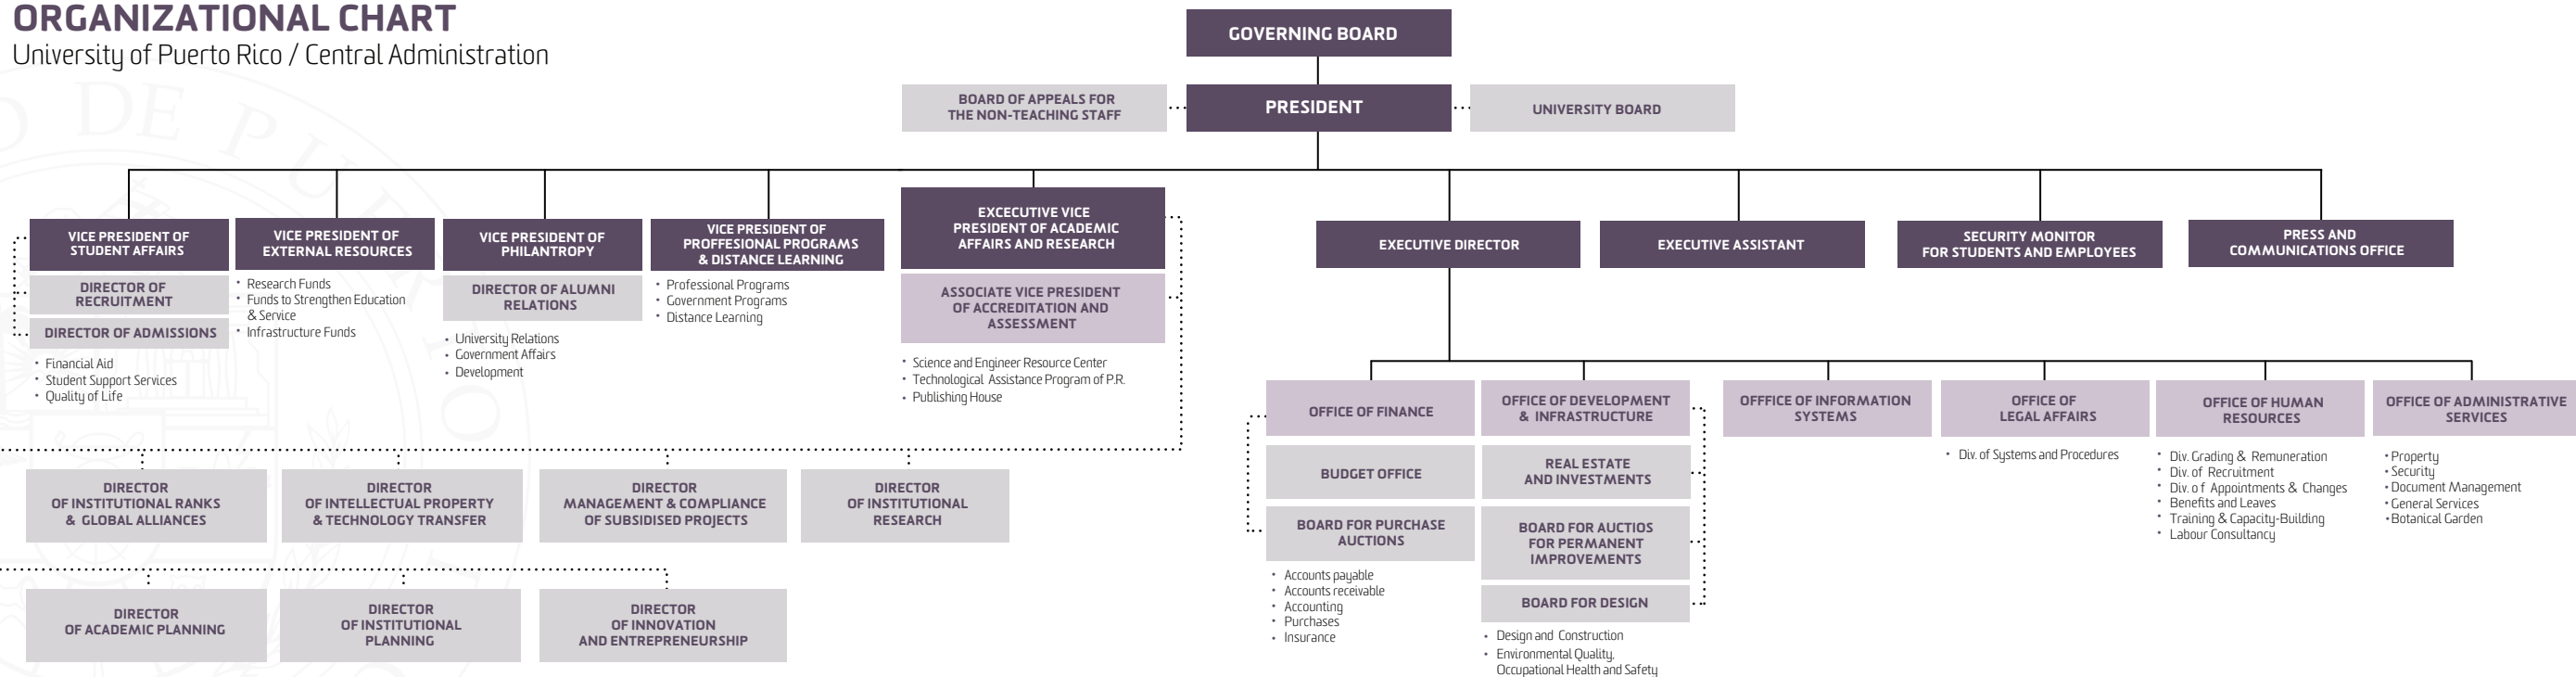 ORGANIZATIONAL CHART
University of Puerto Rico / Central Administration
GOVERNING BOARD
BOARD OF APPEALS FOR
THE NON-TEACHING STAFF
PRESIDENT
UNIVERSITY BOARD
VICE PRESIDENT OF
STUDENT AFFAIRS
DIRECTOR OF
RECRUITMENT
DIRECTOR OF ADMISSIONS
• Financial Aid
• Student Support Services
• Quality of Life
VICE PRESIDENT OF
EXTERNAL RESOURCES
• Research Funds
• Funds to Strengthen Education
& Service
• Infrastructure Funds
VICE PRESIDENT OF
PHILANTROPY
DIRECTOR OF ALUMNI
RELATIONS
• University Relations
• Government Affairs
• Development
VICE PRESIDENT OF
PROFFESIONAL PROGRAMS
& DISTANCE LEARNING
• Professional Programs
• Government Programs
• Distance Learning
EXCECUTIVE VICE
PRESIDENT OF ACADEMIC
AFFAIRS AND RESEARCH
ASSOCIATE VICE PRESIDENT
OF ACCREDITATION AND
ASSESSMENT
• Science and Engineer Resource Center
• Technological Assistance Program of P.R.
• Publishing House
EXECUTIVE DIRECTOR
EXECUTIVE ASSISTANT
SECURITY MONITOR
FOR STUDENTS AND EMPLOYEES
PRESS AND
COMMUNICATIONS OFFICE
DIRECTOR
OF INSTITUTIONAL RANKS
& GLOBAL ALLIANCES
DIRECTOR
OF INTELLECTUAL PROPERTY
& TECHNOLOGY TRANSFER
DIRECTOR
MANAGEMENT & COMPLIANCE
OF SUBSIDISED PROJECTS
DIRECTOR
OF INSTITUTIONAL
RESEARCH
DIRECTOR
OF ACADEMIC PLANNING
DIRECTOR
OF INSTITUTIONAL
PLANNING
DIRECTOR
OF INNOVATION
AND ENTREPRENEURSHIP
OFFICE OF FINANCE
BUDGET OFFICE
BOARD FOR PURCHASE
AUCTIONS
• Accounts payable
• Accounts receivable
• Accounting
• Purchases
• Insurance
OFFICE OF DEVELOPMENT
& INFRASTRUCTURE
REAL ESTATE
AND INVESTMENTS
BOARD FOR AUCTIOS
FOR PERMANENT
IMPROVEMENTS
BOARD FOR DESIGN
• Design and Construction
• Environmental Quality,
Occupational Health and Safety
OFFFICE OF INFORMATION
SYSTEMS
OFFICE OF
LEGAL AFFAIRS
• Div. of Systems and Procedures
OFFICE OF HUMAN
RESOURCES
• Div. Grading & Remuneration
• Div. of Recruitment
• Div. o f Appointments & Changes
• Benefits and Leaves
• Training & Capacity-Building
• Labour Consultancy
OFFICE OF ADMINISTRATIVE
SERVICES
• Property
• Security
• Document Management
• General Services
• Botanical Garden
DE PUERTO